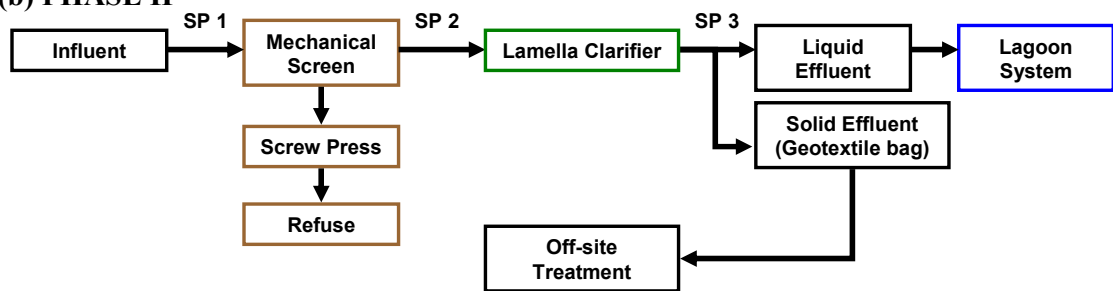 (b) PHASE II
SP 1
SP 2
SP 3
Influent
Mechanical
Screen
Lamella Clarifier
Liquid
Effluent
Lagoon
System
Screw Press
Solid Effluent
(Geotextile bag)
Refuse
Off-site
Treatment